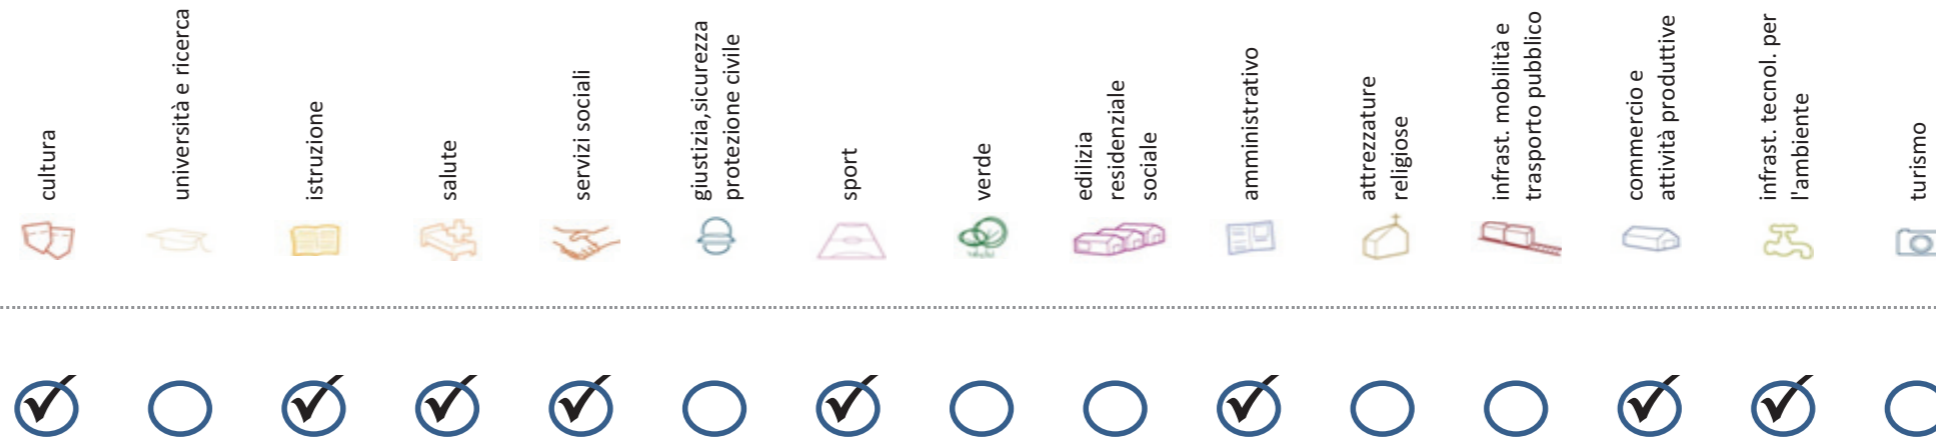 cultura
università e ricerca
istruzione
salute
servizi sociali
giustizia,sicurezza
protezione civile
sport
verde
edilizia
residenziale
sociale
amministrativo
attrezzature
religiose
infrast. mobilità e
trasporto pubblico
commercio e
attività produttive
infrast. tecnol. per
l'ambiente
turismo